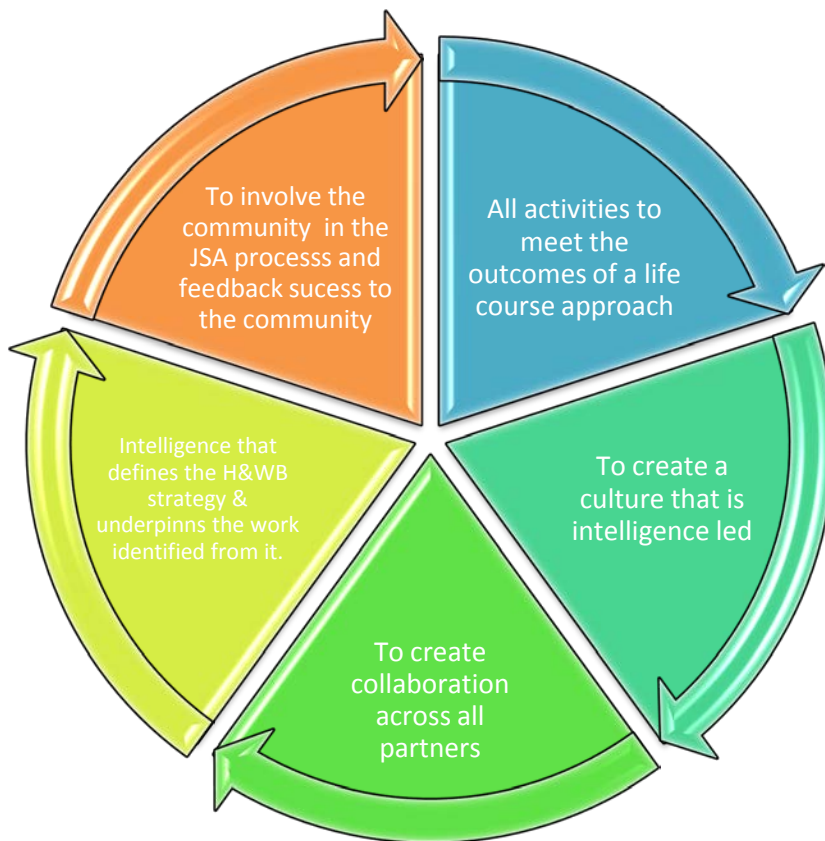 To involve the
community in the
JSA processs and
feedback sucess to
the community
All activities to
meet the
outcomes of a life
course approach
Intelligence that
defines the H&WB
strategy &
underpinns the work
identified from it.
To create a
culture that is
intelligence led
To create
collaboration
across all
partners